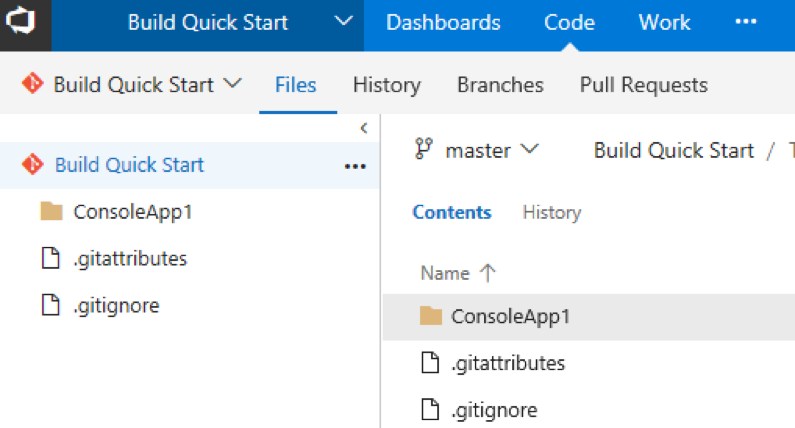 Build Quick Start Dashboards Code Work ...
Build Quick Start Files History Branches Pull Requests
Build Quick Start ...
ConsoleApp1
.gitattributes
.gitignore
master Build Quick Start /
Contents History
Name
ConsoleApp1
.gitattributes
.gitignore